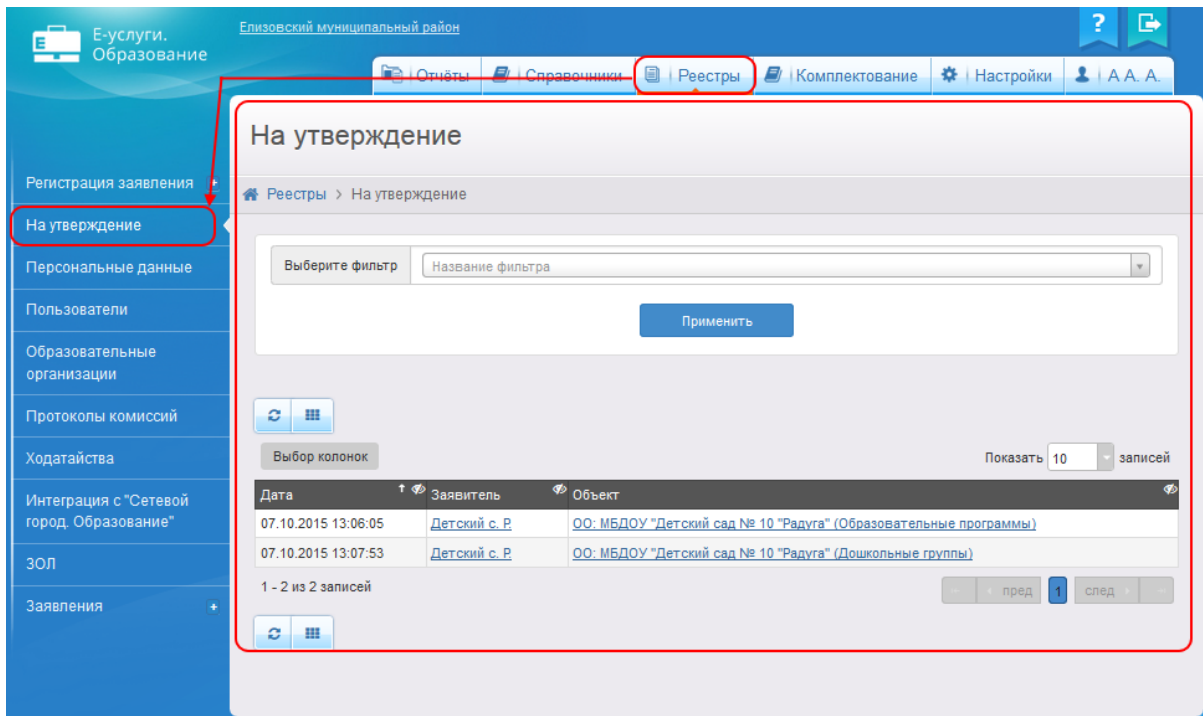 Е-услуги.
Образование
Елизовский муниципальный район
?
Отчёты Справочники Реестры Комплектование Настройки А А. А.
На утверждение
Реестры > На утверждение
Регистрация заявления +
На утверждение
Персональные данные
Пользователи
Образовательные
организации
Протоколы комиссий
Ходатайства
Интеграция с "Сетевой
город. Образование"
ЗОЛ
Заявления +
Выберите фильтр Название фильтра
Применить
Выбор колонок Показать 10 записей
Дата Заявитель Объект
07.10.2015 13:06:05 Детский с. Р. ОО: МБДОУ "Детский сад № 10 "Радуга" (Образовательные программы)
07.10.2015 13:07:53 Детский с. Р. ОО: МБДОУ "Детский сад № 10 "Радуга" (Дошкольные группы)
1 - 2 из 2 записей пред 1 след